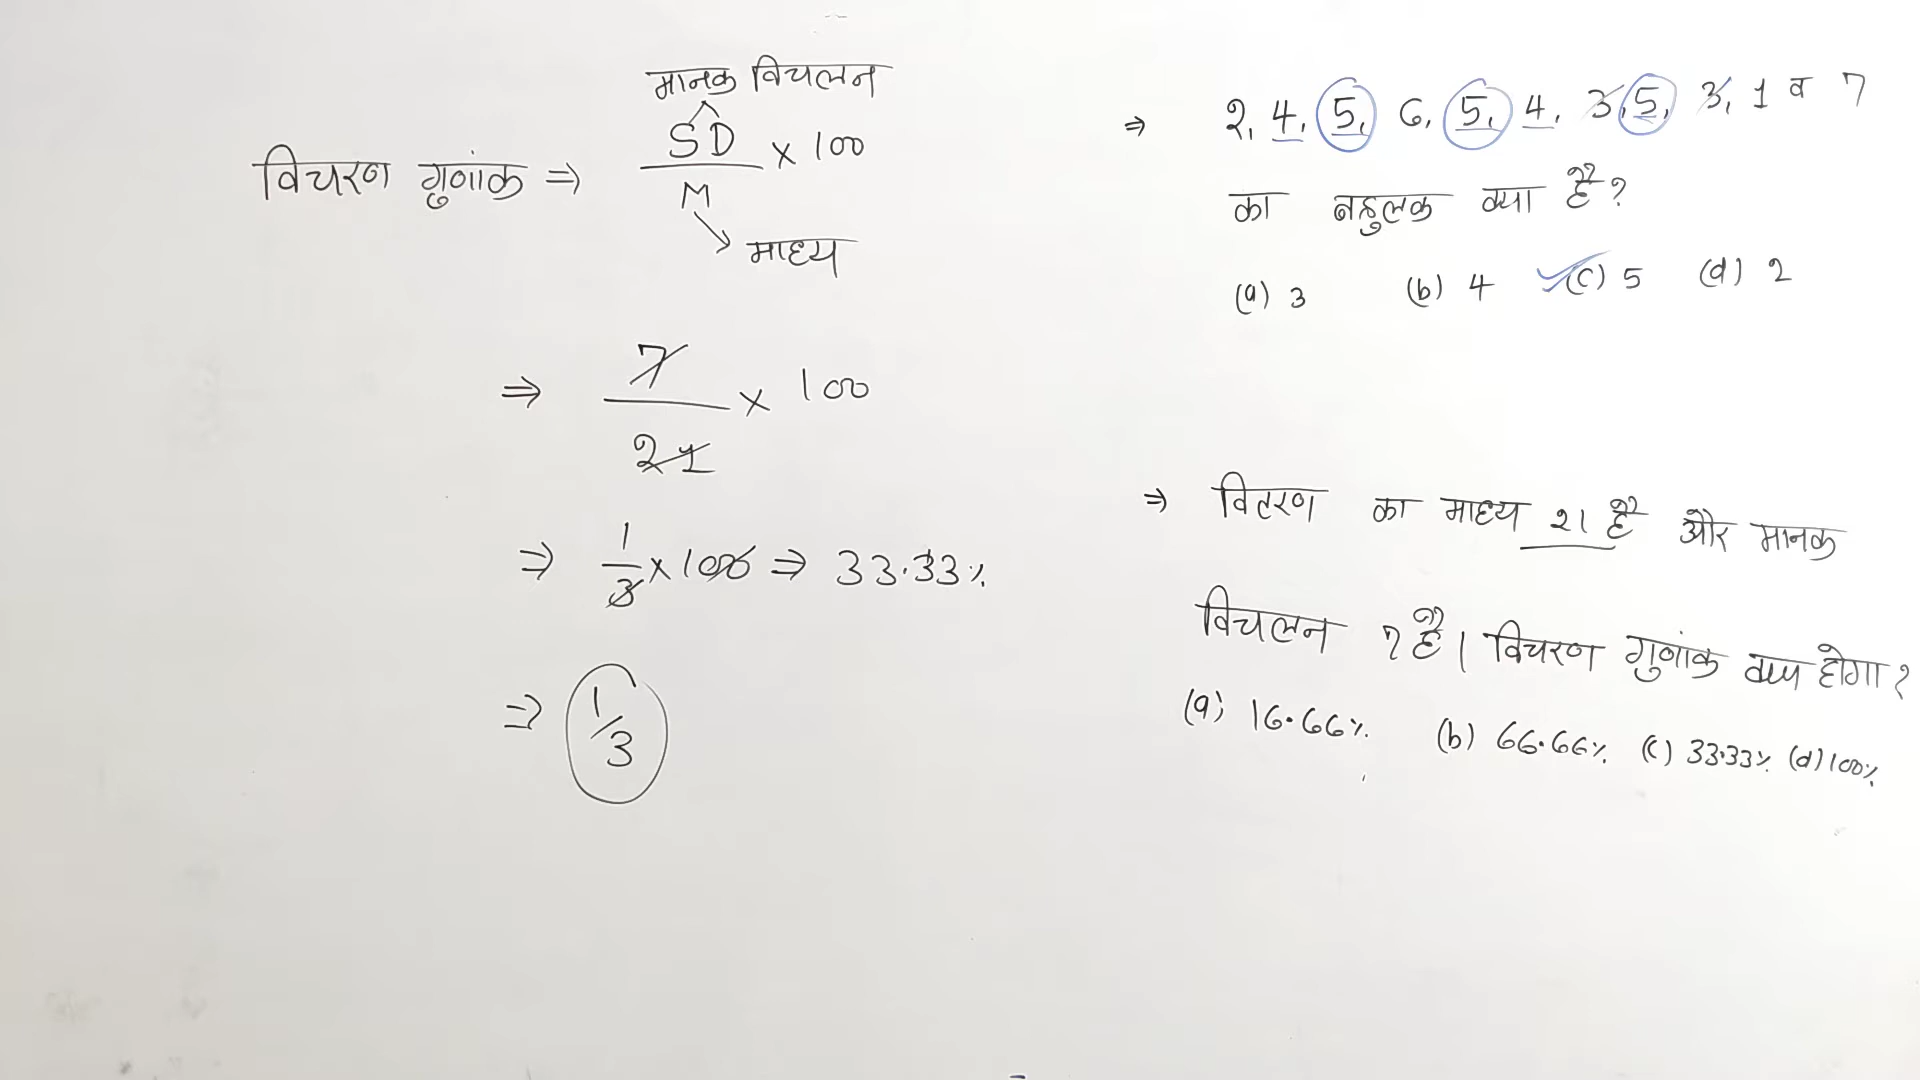 मानक विचलन
विचरण गुणांक ⇒ SD/M × 100
माध्य
⇒ 7/21 × 100
⇒ 1/3 × 100 ⇒ 33.33%
⇒ 1/3
⇒ 2, 4, 5, 6, 5, 4, 3, 5, 3, 1 व 7
का बहुलक क्या है?
(a) 3 (b) 4 (c) 5 (d) 2
⇒ वितरण का माध्य 21 है और मानक
विचलन 7 है। विचरण गुणांक क्या होगा?
(a) 16.66% (b) 66.66% (c) 33.33% (d) 100%